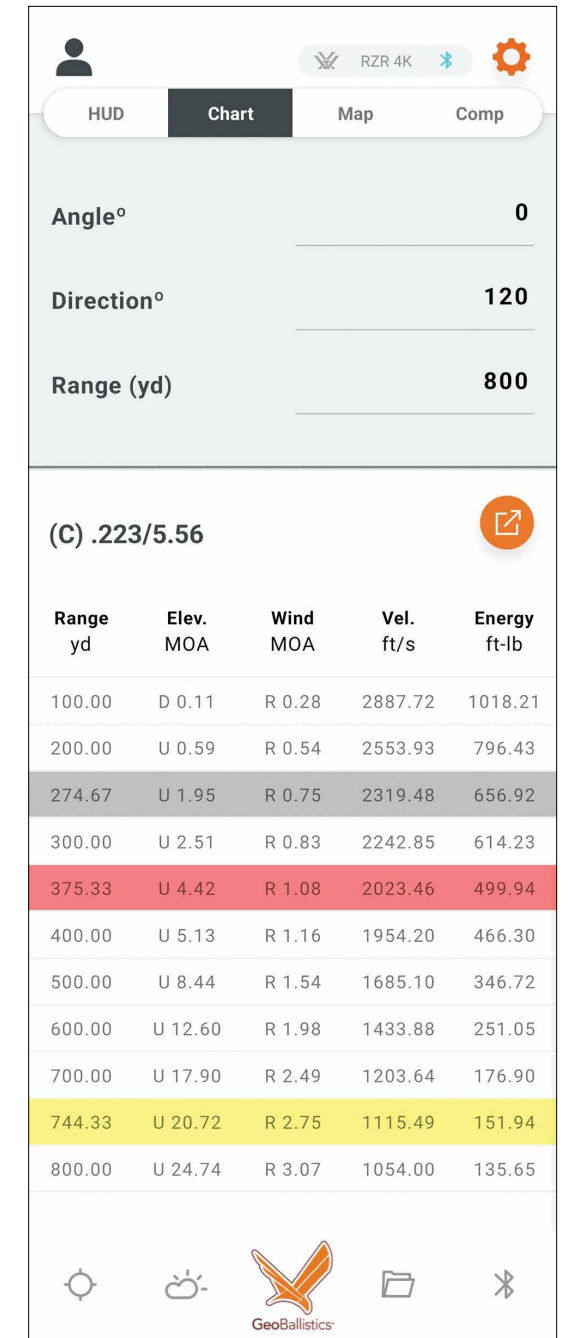 RZR 4K
HUD Chart Map Comp
Angleº 0
Directionº 120
Range (yd) 800
(C) .223/5.56
Range Elev. Wind Vel. Energy
yd MOA MOA ft/s ft-lb
100.00 D 0.11 R 0.28 2887.72 1018.21
200.00 U 0.59 R 0.54 2553.93 796.43
274.67 U 1.95 R 0.75 2319.48 656.92
300.00 U 2.51 R 0.83 2242.85 614.23
375.33 U 4.42 R 1.08 2023.46 499.94
400.00 U 5.13 R 1.16 1954.20 466.30
500.00 U 8.44 R 1.54 1685.10 346.72
600.00 U 12.60 R 1.98 1433.88 251.05
700.00 U 17.90 R 2.49 1203.64 176.90
744.33 U 20.72 R 2.75 1115.49 151.94
800.00 U 24.74 R 3.07 1054.00 135.65
GeoBallistics